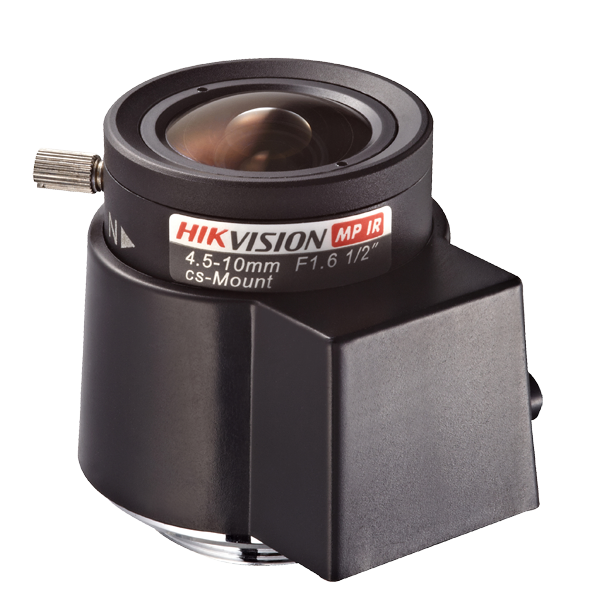 N
HIKVISION MP IR
4.5-10mm F1.6 1/2"
cs-Mount